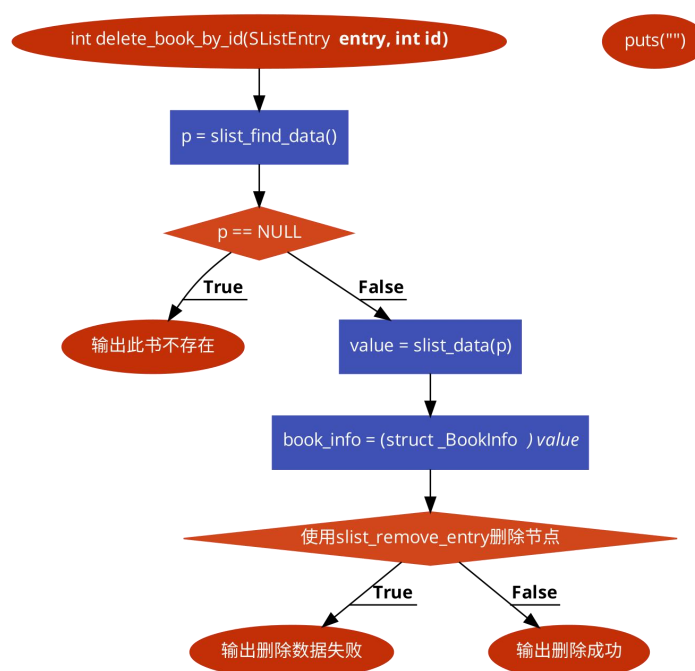 int delete_book_by_id(SListEntry entry, int id)
puts("")
p = slist_find_data()
p == NULL
True
False
输出此书不存在
value = slist_data(p)
book_info = (struct _BookInfo ) value
使用slist_remove_entry删除节点
True
False
输出删除数据失败
输出删除成功